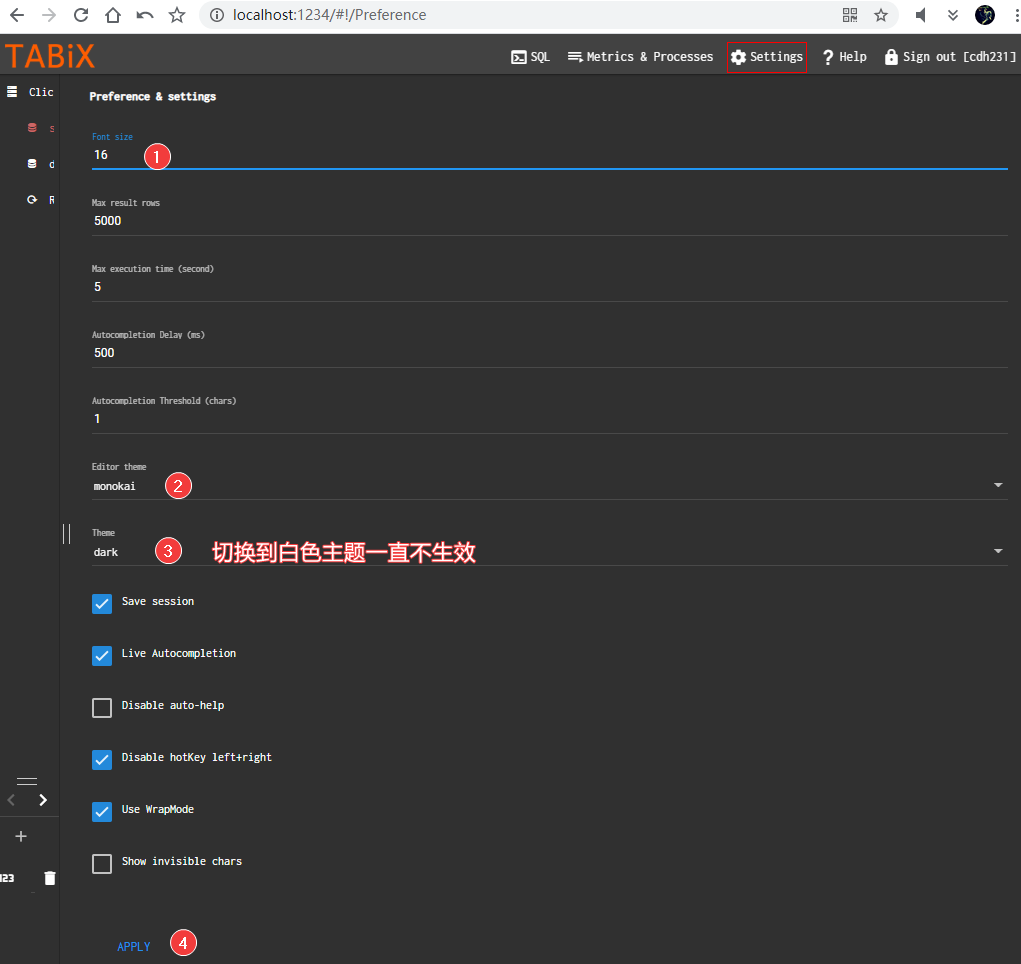 localhost:1234/#!/Preference
TABiX
SQL
Metrics & Processes
Settings
? Help
Sign out [cdh231]
Clic
Preference & settings
s
Font size
16
1
d
R
Max result rows
5000
Max execution time (second)
5
Autocompletion Delay (ms)
500
Autocompletion Threshold (chars)
1
Editor theme
monokai
2
Theme
dark
3
切换到白色主题一直不生效
Save session
Live Autocompletion
Disable auto-help
Disable hotKey left+right
Use WrapMode
Show invisible chars
123
APPLY
4